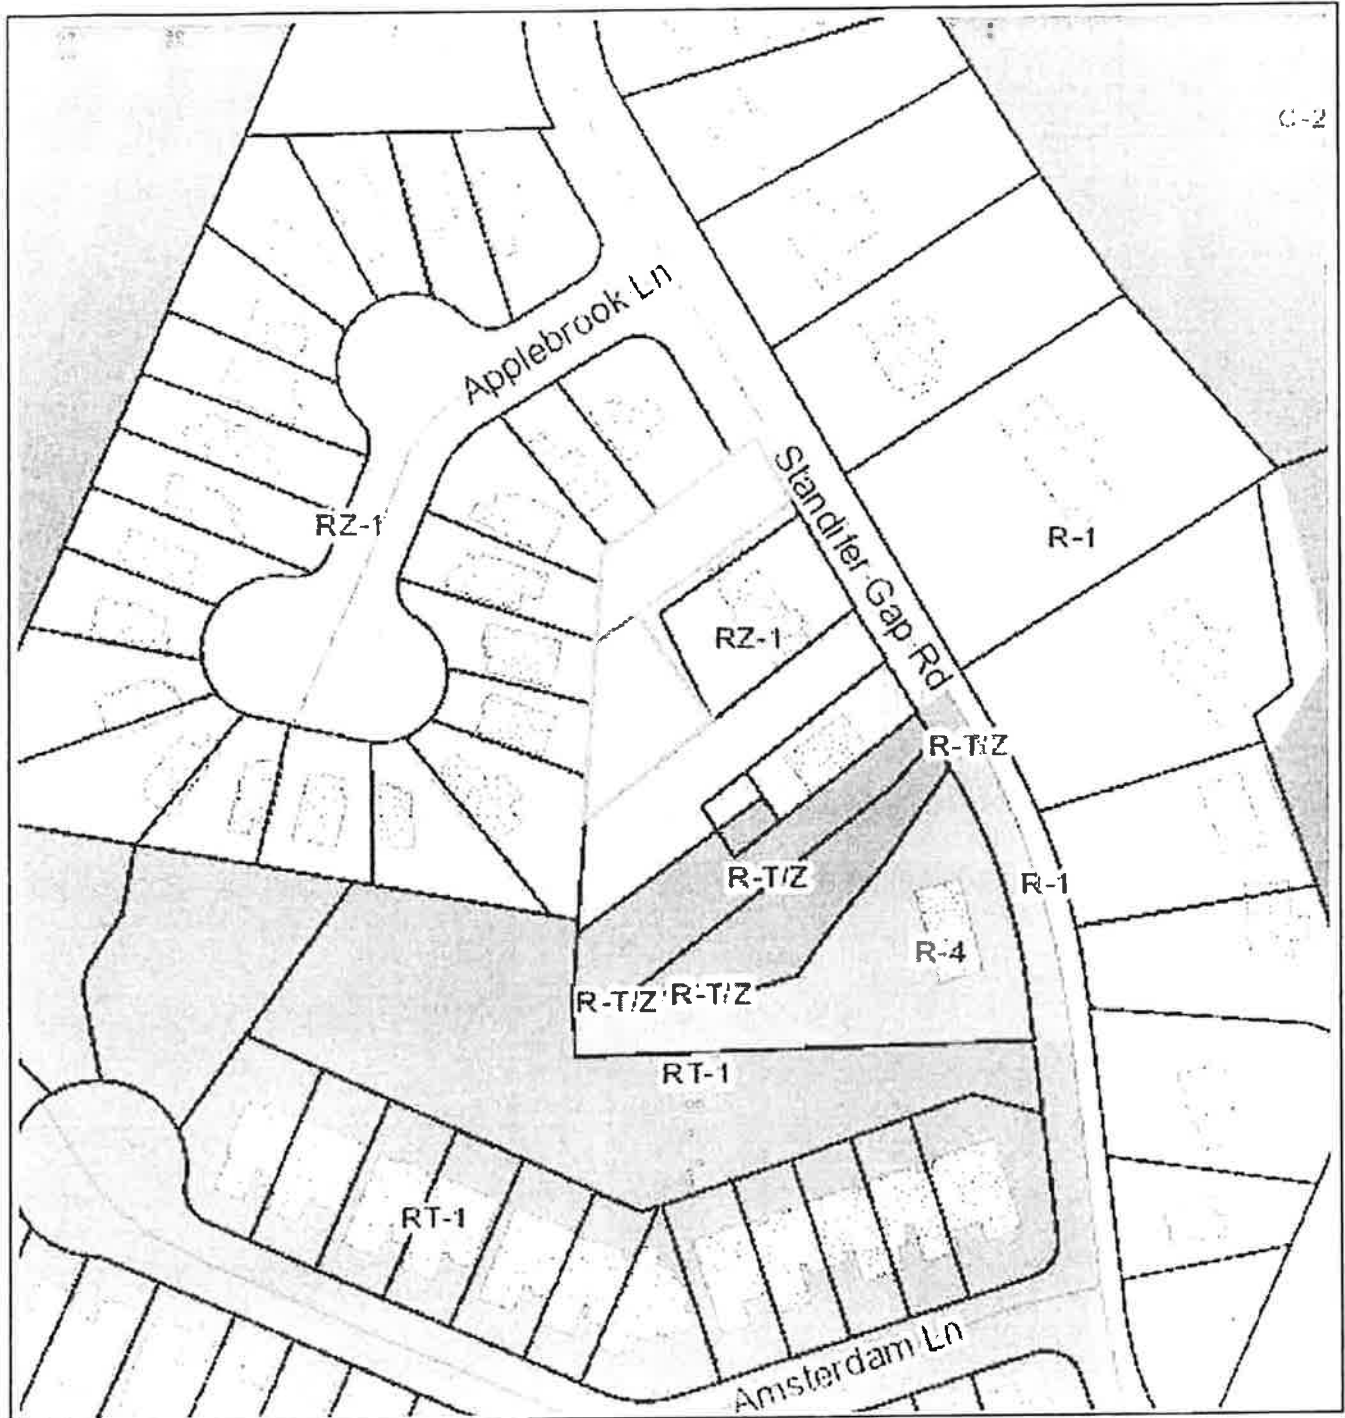 C-2
Applebrook Ln
Standifer Gap Rd
RZ-1
R-1
RZ-1
R-T/Z
R-T/Z
R-1
R-4
R-T/Z
R-T/Z
RT-1
RT-1
Amsterdam Ln